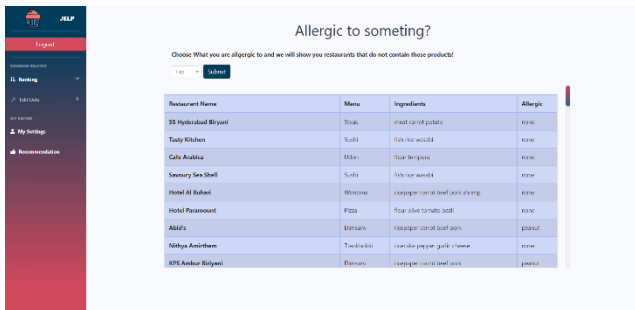 JELP
Logout
Ranking
Edit Data
My Settings
Recommendation
Allergic to someting?
Choose What you are allgergic to and we will show you restaurants that do not contain those products!
Submit
Restaurant Name Menu Ingredients Allergic
SS Hyderabad Biryani Steak meat carrot potato none
Tasty Kitchen Sushi fish rice wasabi none
Cafe Arabica Udon flour tempura none
Savoury Sea Shell Sushi fish rice wasabi none
Hotel Al Buhari Wontons ricepaper carrot beef pork shrimp none
Hotel Paramount Pizza flour olive tomato basil none
Abid's Dimsum ricepaper carrot beef pork peanut
Nithya Amirtham Tteokbokki ricecake pepper garlic cheese none
KPS Ambur Biriyani Dimsum ricepaper carrot beef pork peanut